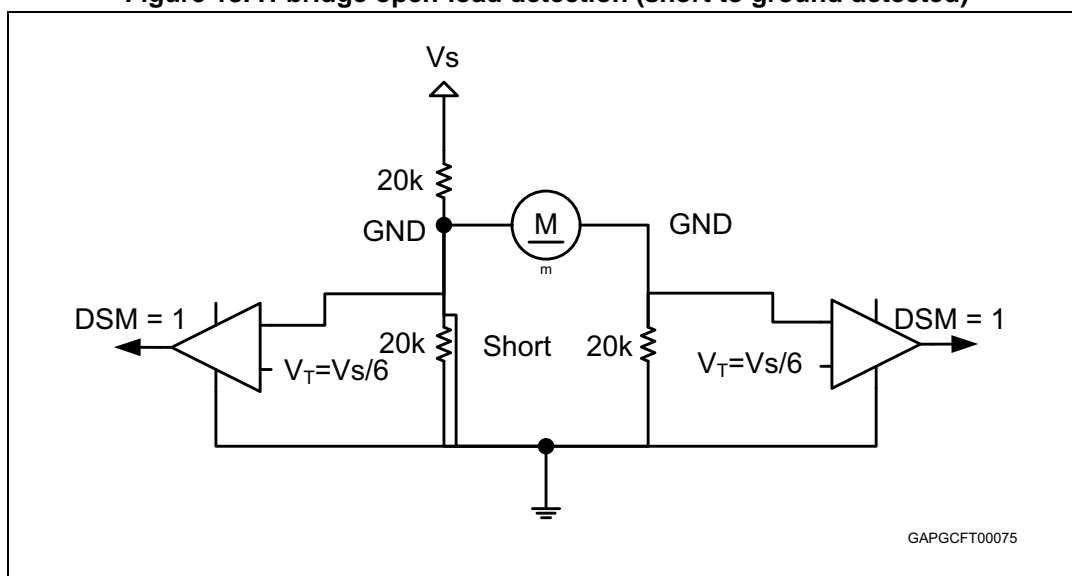 Figure H-bridge open-load detection (short to ground detected)
Vs
20k
GND
M
GND
m
DSM = 1
DSM = 1
20k
Short
20k
V_T=Vs/6
V_T=Vs/6
GAPGCFT00075